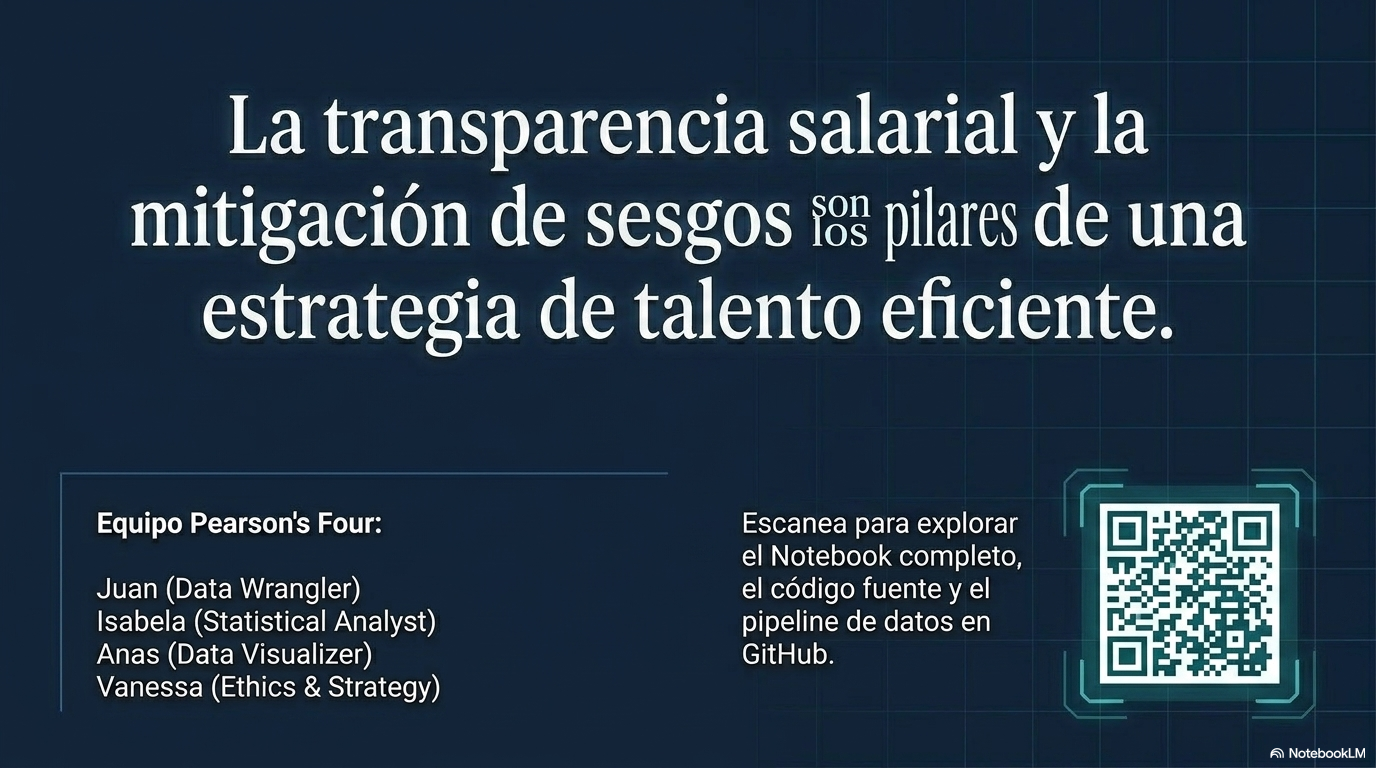 La transparencia salarial y la
mitigación de sesgos son los pilares de una
estrategia de talento eficiente.
Equipo Pearson's Four:
Juan (Data Wrangler)
Isabela (Statistical Analyst)
Anas (Data Visualizer)
Vanessa (Ethics & Strategy)
Escanea para explorar
el Notebook completo,
el código fuente y el
pipeline de datos en
GitHub.
NotebookLM